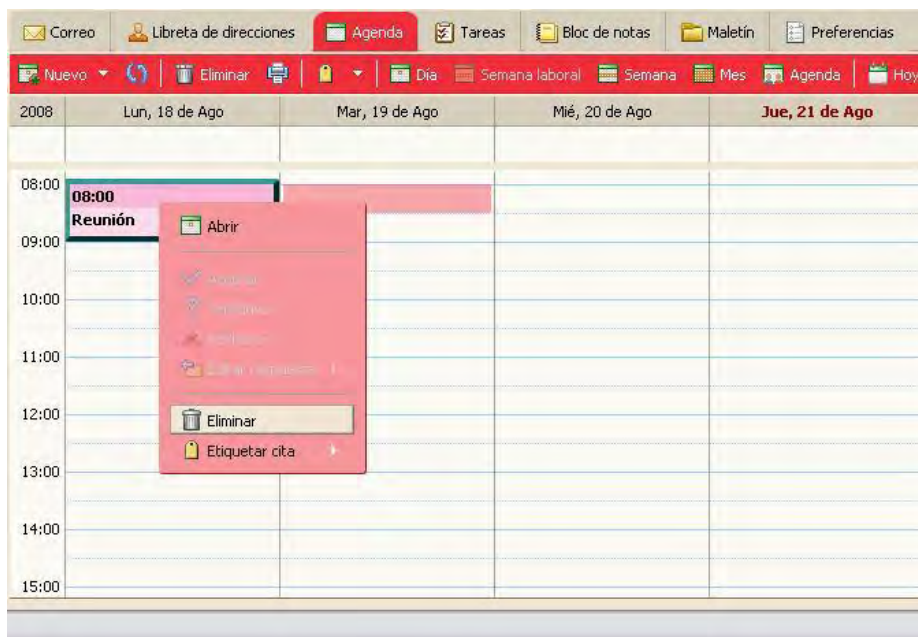 Correo Libreta de direcciones Agenda Tareas Bloc de notas Maletín Preferencias
Nuevo Eliminar Día Semana laboral Semana Mes Agenda Hoy
2008 Lun, 18 de Ago Mar, 19 de Ago Mié, 20 de Ago Jue, 21 de Ago
08:00
08:00
Reunión
Abrir
09:00
10:00
11:00
12:00
Eliminar
Etiquetar cita
13:00
14:00
15:00